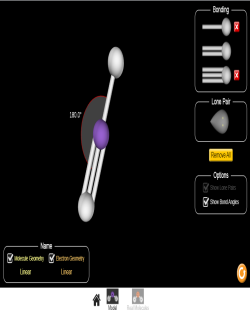 Bonding
180.0°
Lone Pair
Remove All
Options
Show Lone Pairs
Show Bond Angles
Name
Molecule Geometry
Electron Geometry
Linear
Linear
Model
Real Molecules